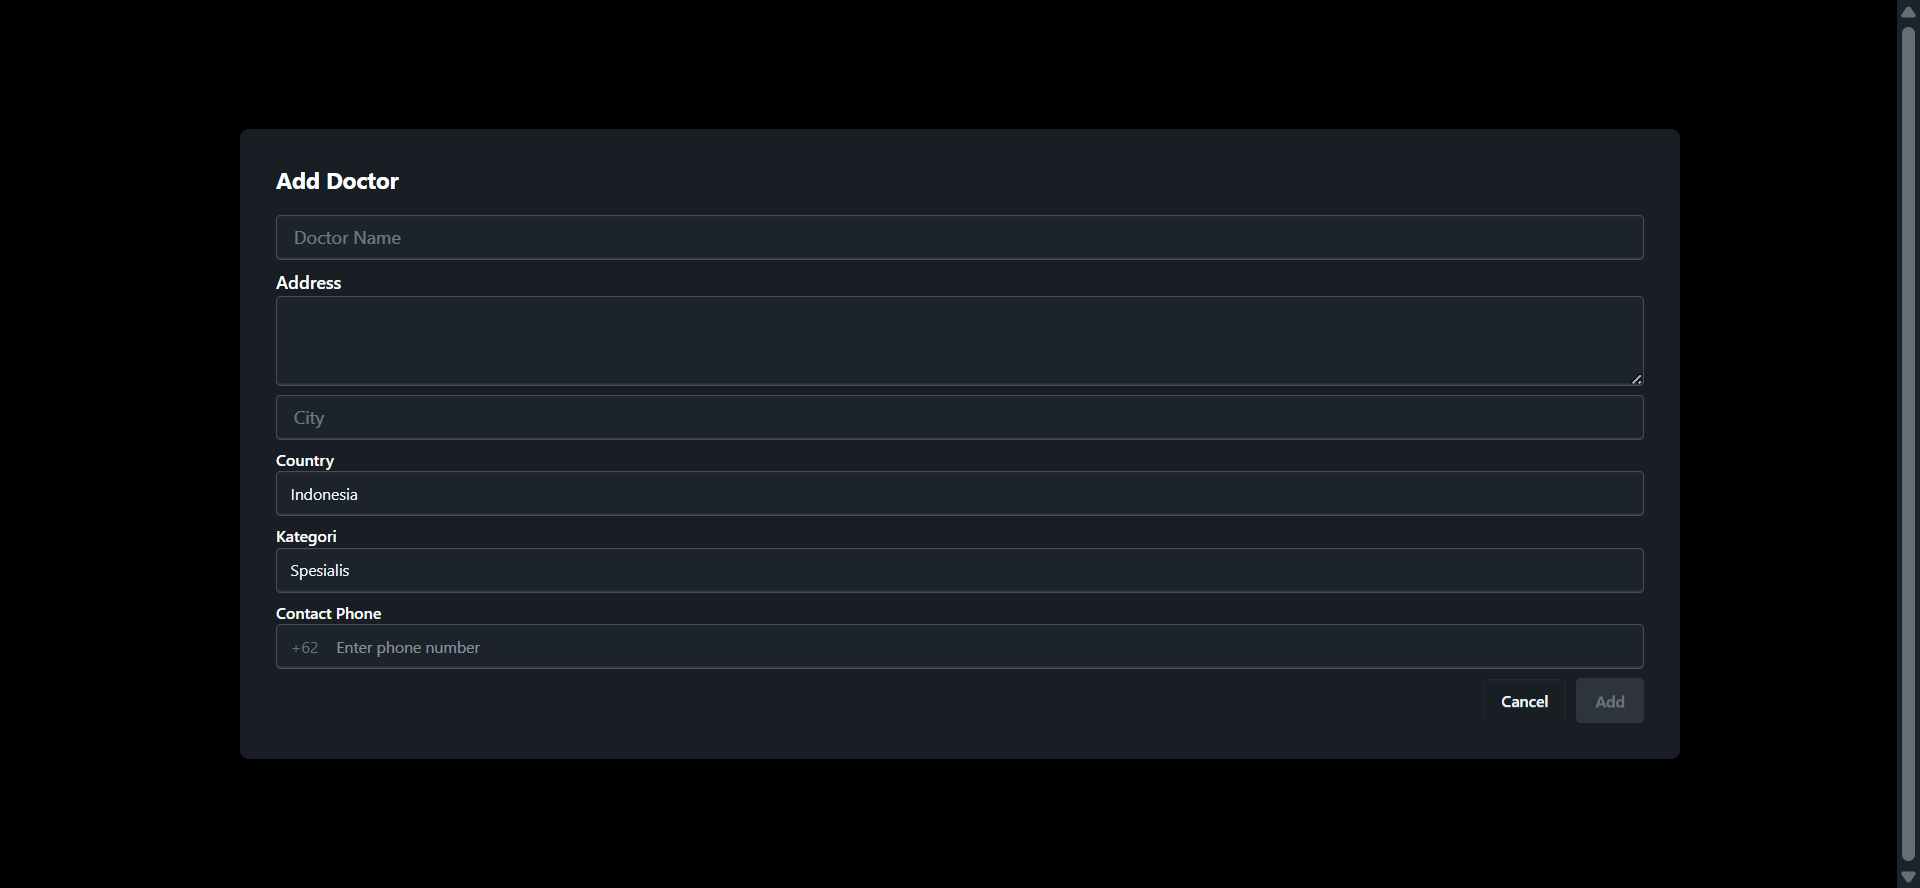 Add Doctor
Doctor Name
Address
City
Country
Indonesia
Kategori
Spesialis
Contact Phone
+62 Enter phone number
Cancel Add